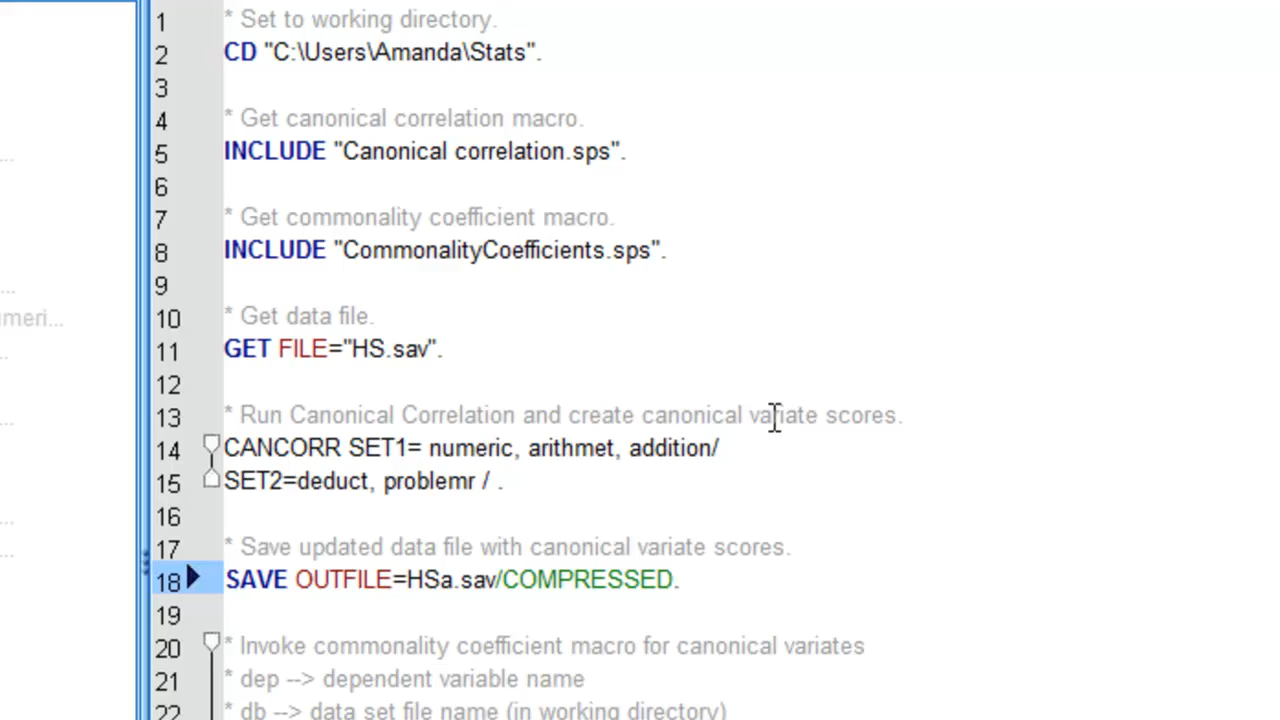 1 * Set to working directory.
2 CD "C:\Users\Amanda\Stats".
3
4 * Get canonical correlation macro.
5 INCLUDE "Canonical correlation.sps".
6
7 * Get commonality coefficient macro.
8 INCLUDE "CommonalityCoefficients.sps".
9
10 * Get data file.
11 GET FILE="HS.sav".
12
13 * Run Canonical Correlation and create canonical variate scores.
14 CANCORR SET1= numeric, arithmet, addition/
15 SET2=deduct, problemr / .
16
17 * Save updated data file with canonical variate scores.
18 SAVE OUTFILE=HSa.sav/COMPRESSED.
19
20 * Invoke commonality coefficient macro for canonical variates
21 * dep --> dependent variable name
22 * db --> data set file name (in working directory)